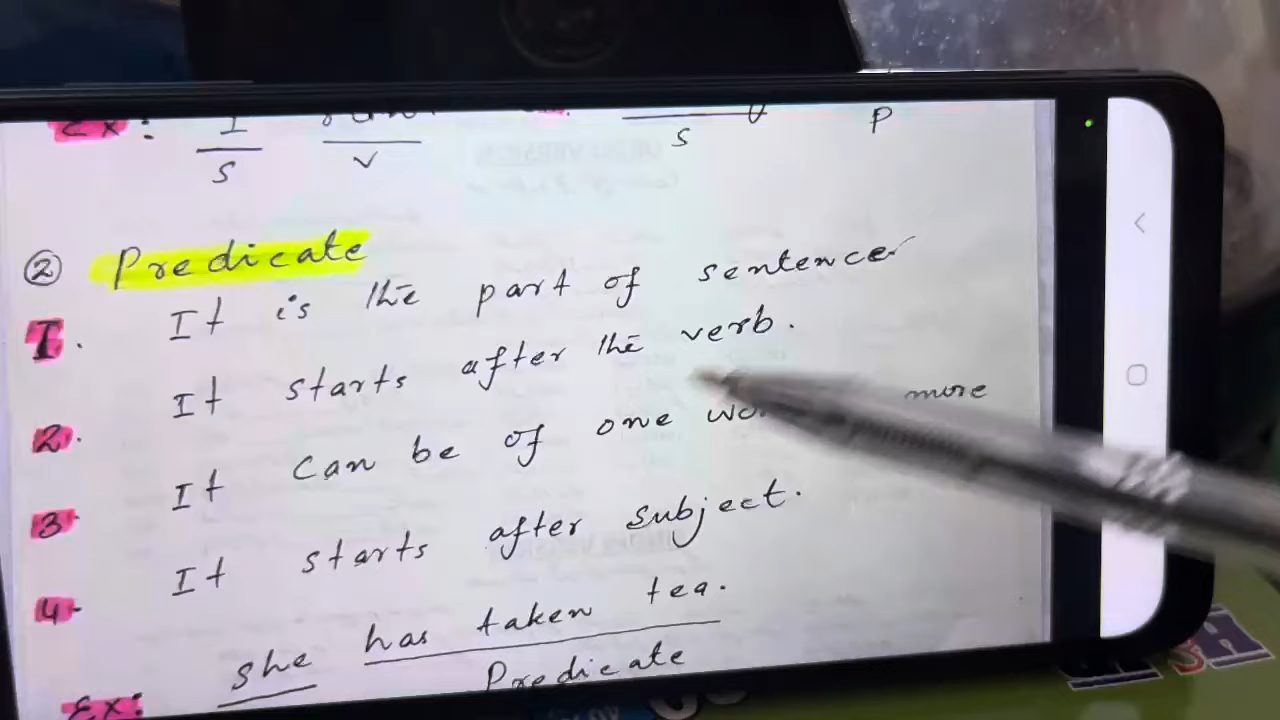 Ex: I
S V S P
② Predicate
1. It is the part of sentence
2. It starts after the verb.
3. It can be of one more
4. It starts after subject.
Ex: she has taken tea.
Predicate